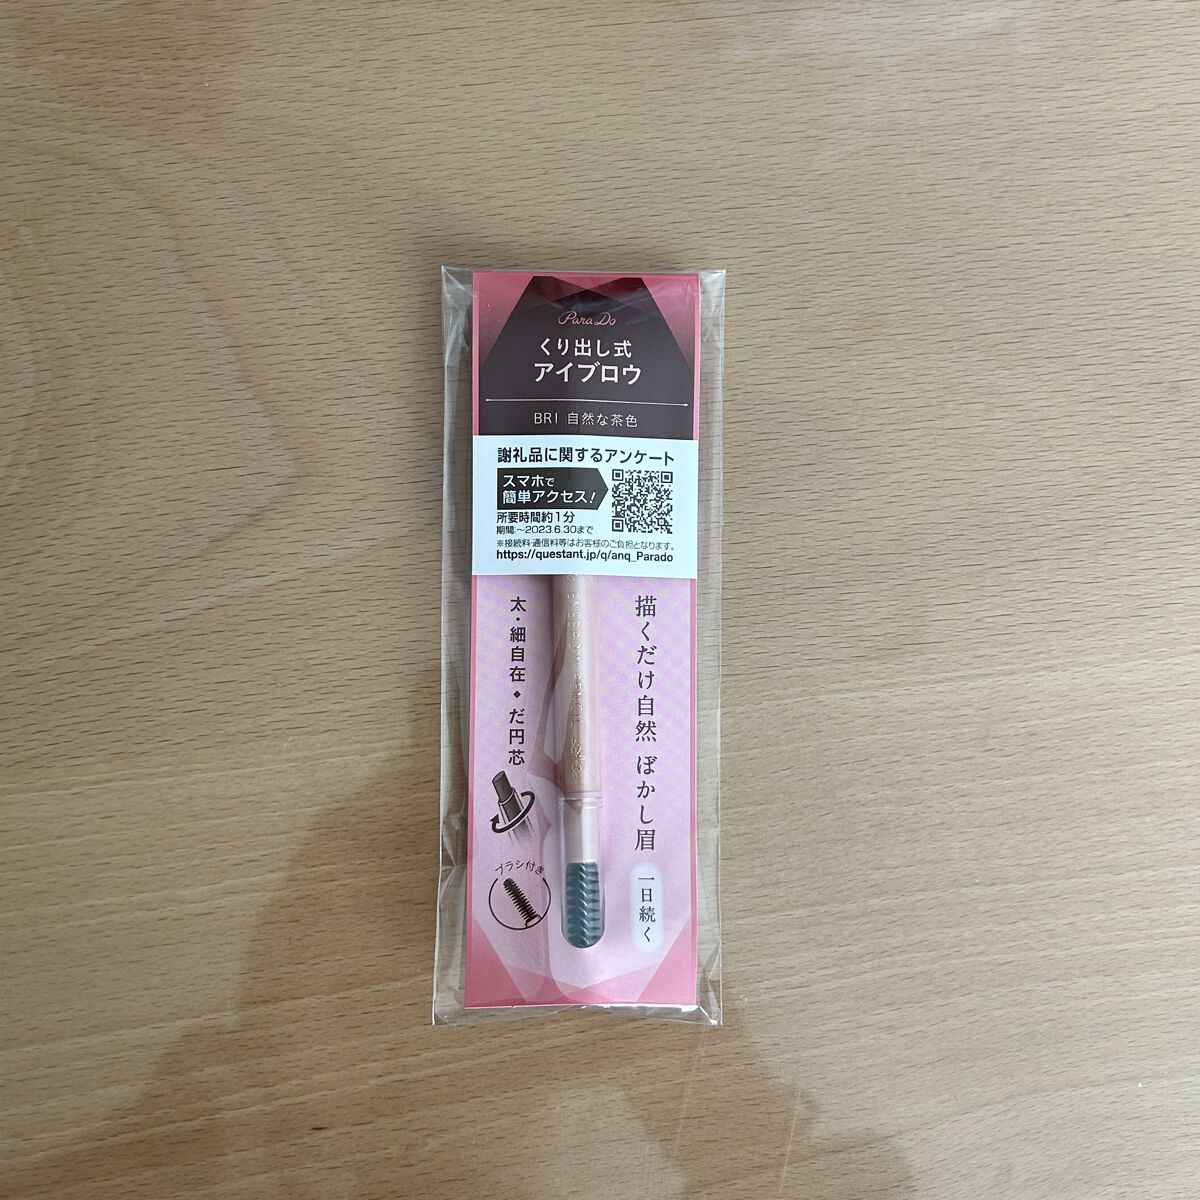 Para Do
くり出し式
アイブロウ
BR1 自然な茶色
謝礼品に関するアンケート
スマホで
簡単アクセス!
所要時間約1分
期間:~2023.6.30まで
※接続料・通信料等はお客様のご負担となります。
https://questant.jp/q/anq_Parado
描くだけ自然 ぼかし眉
一日続く
太・細自在◆だ円芯
ブラシ付き
EYEBROW PENCIL